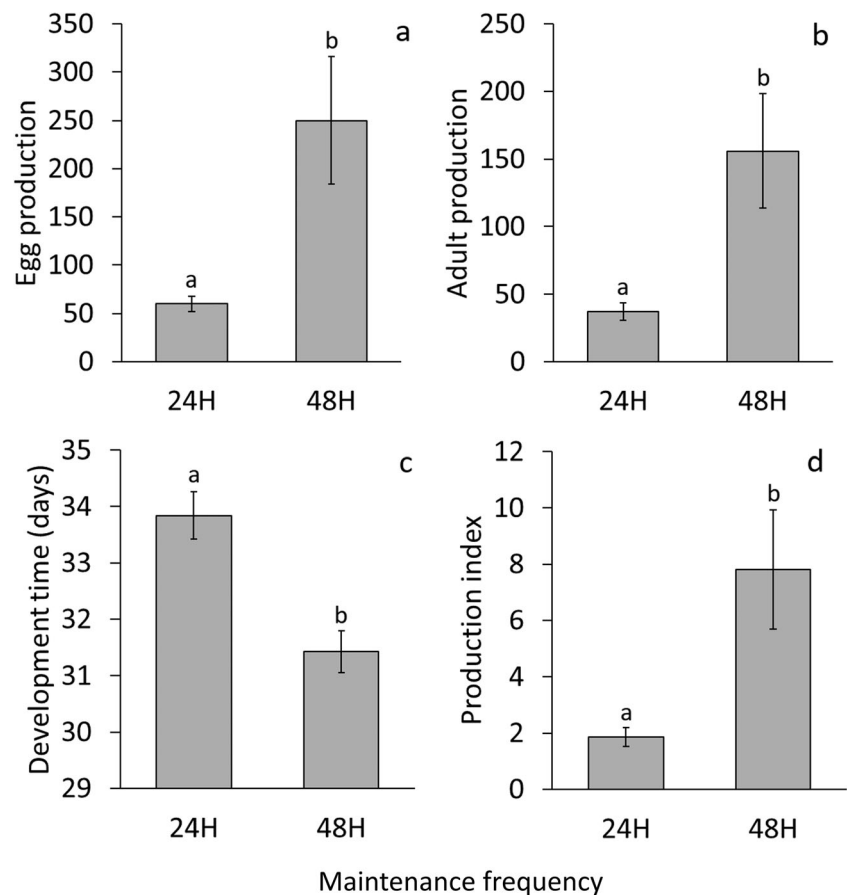 a
Egg production
350
300
250
200
150
100
50
0
a
b
24H
48H
b
Adult production
250
200
150
100
50
0
a
b
24H
48H
c
Development time (days)
35
34
33
32
31
30
29
a
b
24H
48H
d
Production index
12
10
8
6
4
2
0
a
b
24H
48H
Maintenance frequency